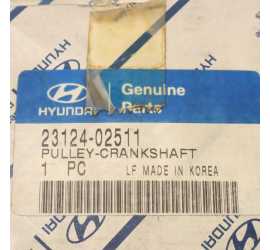 HYUNDAI
Genuine
Parts
23124-02511
PULLEY-CRANKSHAFT
1 PC LF MADE IN KOREA